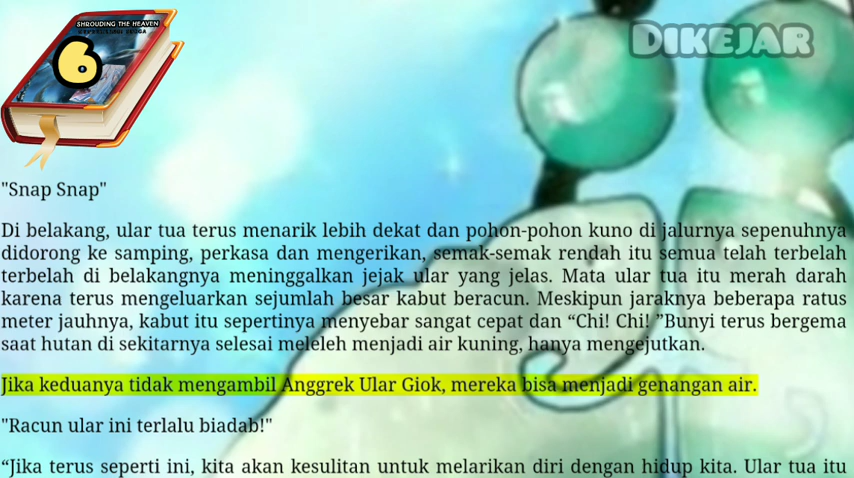 SHROUDING THE HEAVEN
6
DIKEJAR
"Snap Snap"
Di belakang, ular tua terus menarik lebih dekat dan pohon-pohon kuno di jalurnya sepenuhnya
didorong ke samping, perkasa dan mengerikan, semak-semak rendah itu semua telah terbelah
terbelah di belakangnya meninggalkan jejak ular yang jelas. Mata ular tua itu merah darah
karena terus mengeluarkan sejumlah besar kabut beracun. Meskipun jaraknya beberapa ratus
meter jauhnya, kabut itu sepertinya menyebar sangat cepat dan “Chi! Chi! ”Bunyi terus bergema
saat hutan di sekitarnya selesai meleleh menjadi air kuning, hanya mengejutkan.
Jika keduanya tidak mengambil Anggrek Ular Giok, mereka bisa menjadi genangan air.
"Racun ular ini terlalu biadab!"
“Jika terus seperti ini, kita akan kesulitan untuk melarikan diri dengan hidup kita. Ular tua itu